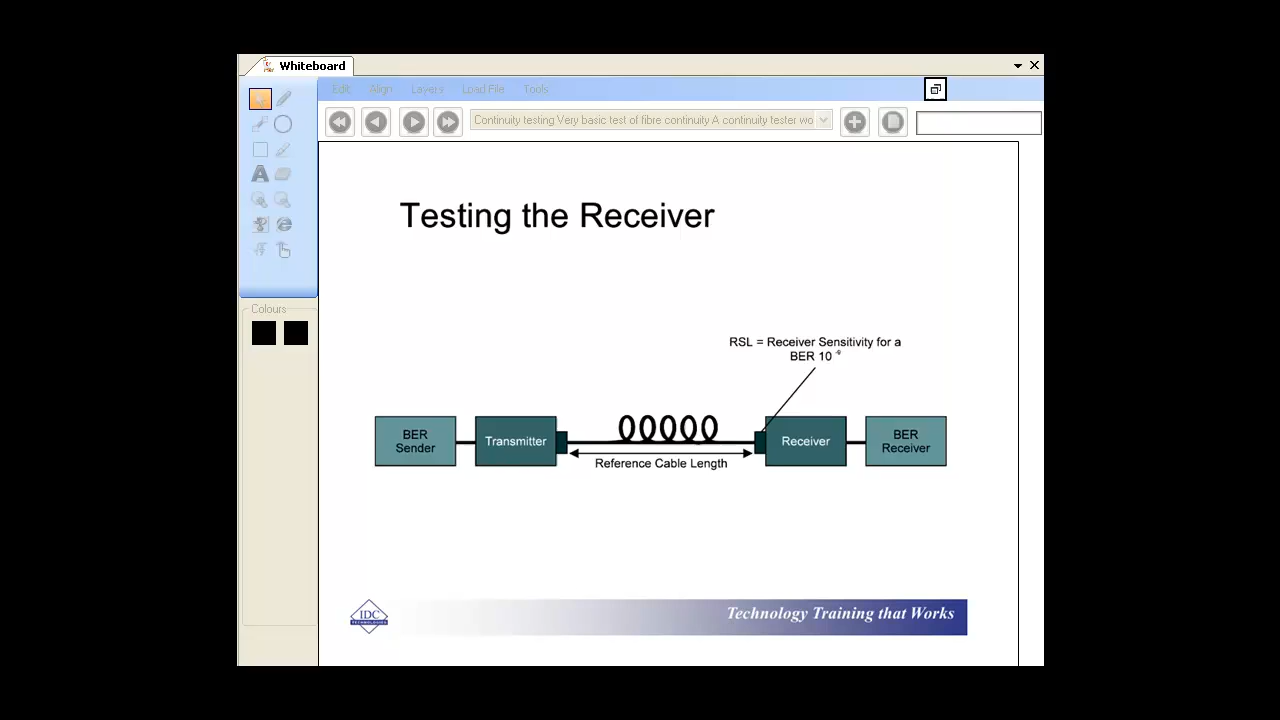 Whiteboard
Edit Align Layers Load File Tools
Continuity testing Very basic test of fibre continuity A continuity tester wo
Colours
Testing the Receiver
RSL = Receiver Sensitivity for a
BER 10 -9
BER
Sender
Transmitter
Receiver
BER
Receiver
Reference Cable Length
IDC
TECHNOLOGIES
Technology Training that Works